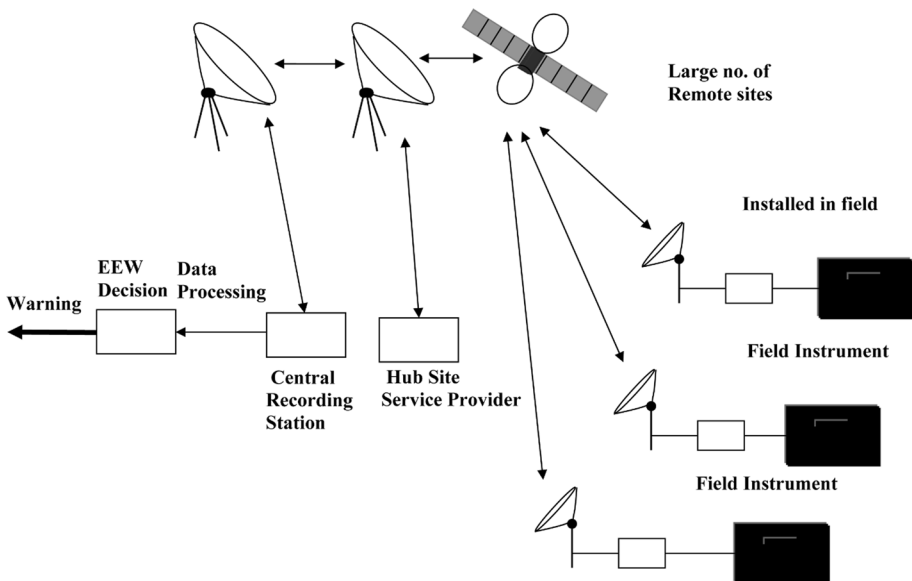 Large no. of
Remote sites
Installed in field
EEW
Decision
Data
Processing
Warning
Field Instrument
Central
Recording
Station
Hub Site
Service Provider
Field Instrument